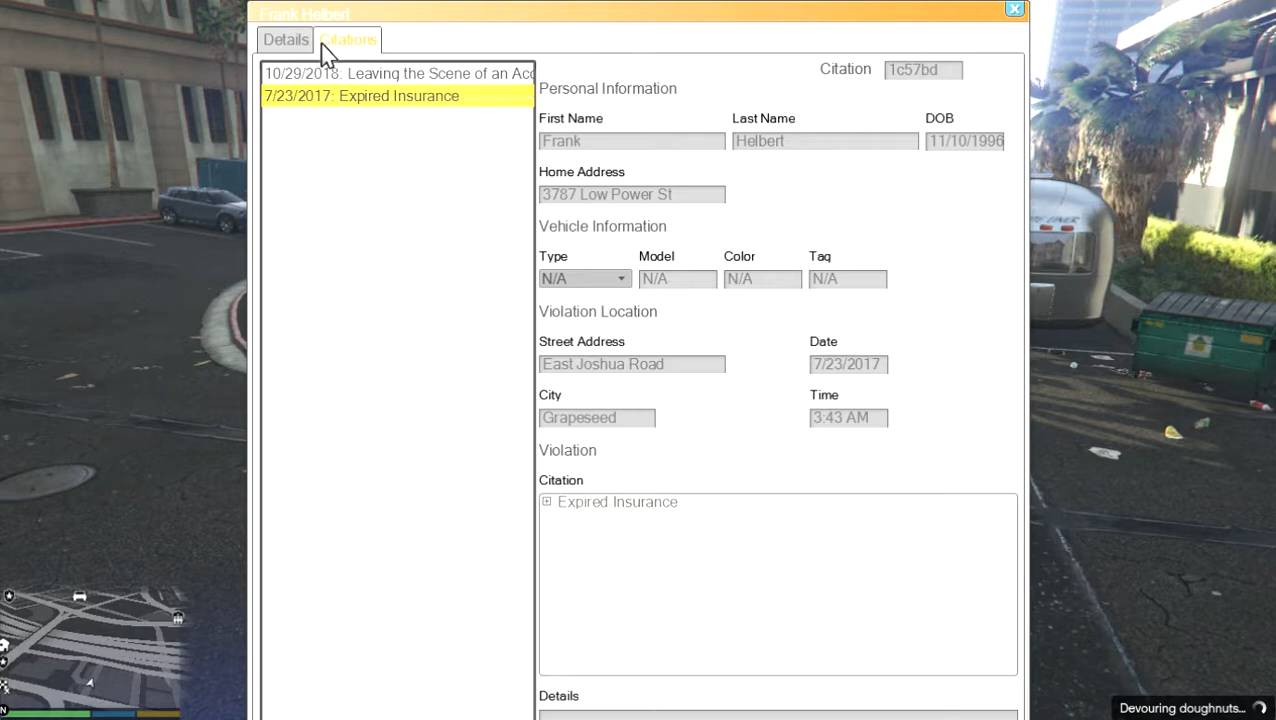 Frank Helbert
Details Citations
10/29/2018: Leaving the Scene of an Acc
7/23/2017: Expired Insurance
Citation 1c57bd
Personal Information
First Name Last Name DOB
Frank Helbert 11/10/1996
Home Address
3787 Low Power St
Vehicle Information
Type Model Color Tag
N/A N/A N/A N/A
Violation Location
Street Address Date
East Joshua Road 7/23/2017
City Time
Grapeseed 3:43 AM
Violation
Citation
Expired Insurance
Details
N
Devouring doughnuts...